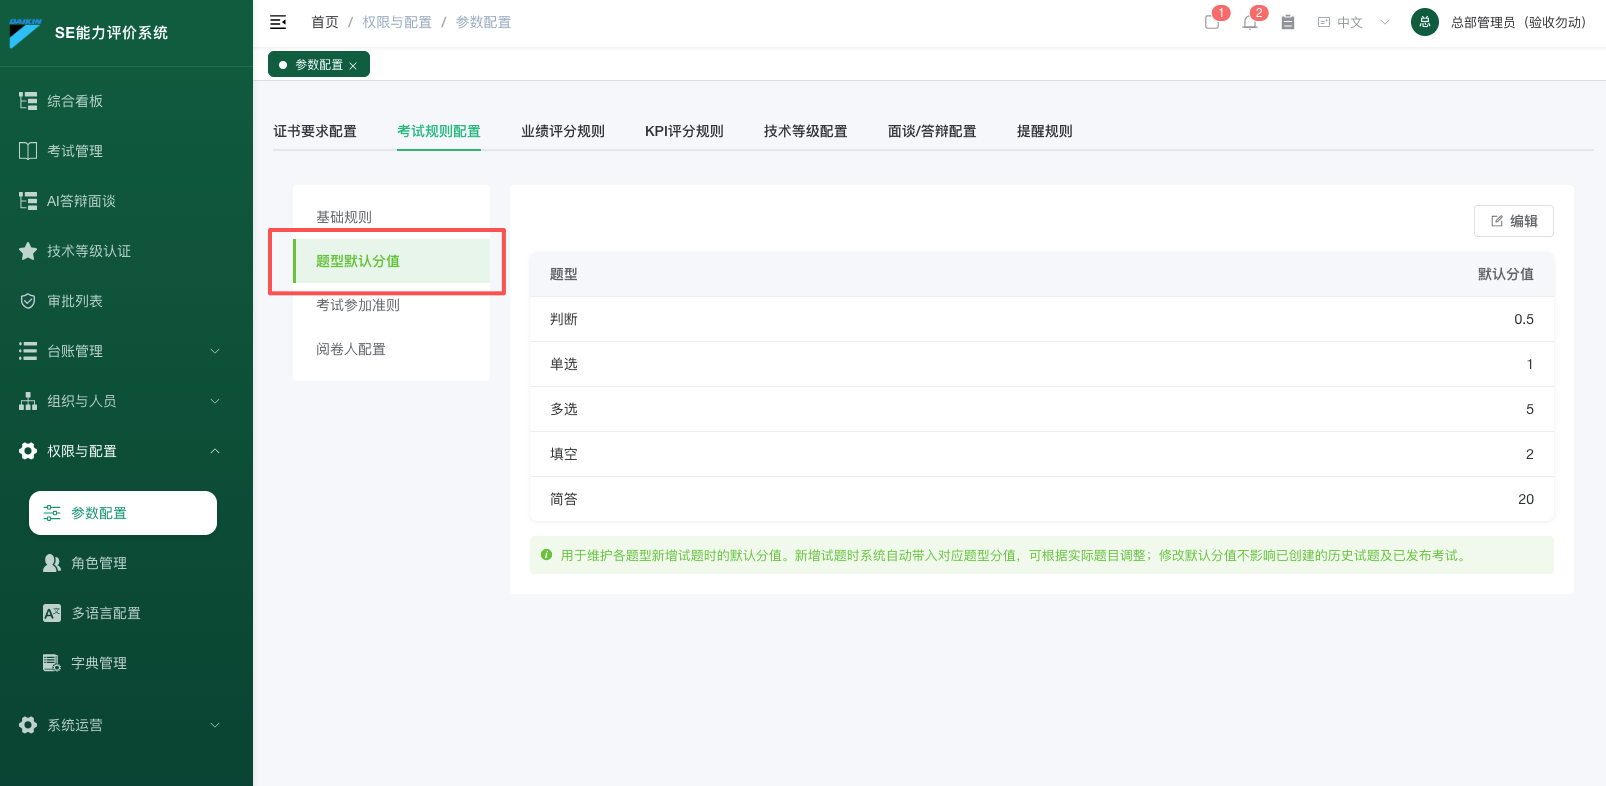 DAIKIN
SE能力评价系统
首页 / 权限与配置 / 参数配置
1
2
中文
总
总部管理员（验收勿动）
参数配置
综合看板
考试管理
AI答辩面谈
技术等级认证
审批列表
台账管理
组织与人员
权限与配置
参数配置
角色管理
多语言配置
字典管理
系统运营
证书要求配置 考试规则配置 业绩评分规则 KPI评分规则 技术等级配置 面谈/答辩配置 提醒规则
基础规则
题型默认分值
考试参加准则
阅卷人配置
编辑
题型 默认分值
判断 0.5
单选 1
多选 5
填空 2
简答 20
用于维护各题型新增试题时的默认分值。新增试题时系统自动带入对应题型分值，可根据实际题目调整；修改默认分值不影响已创建的历史试题及已发布考试。